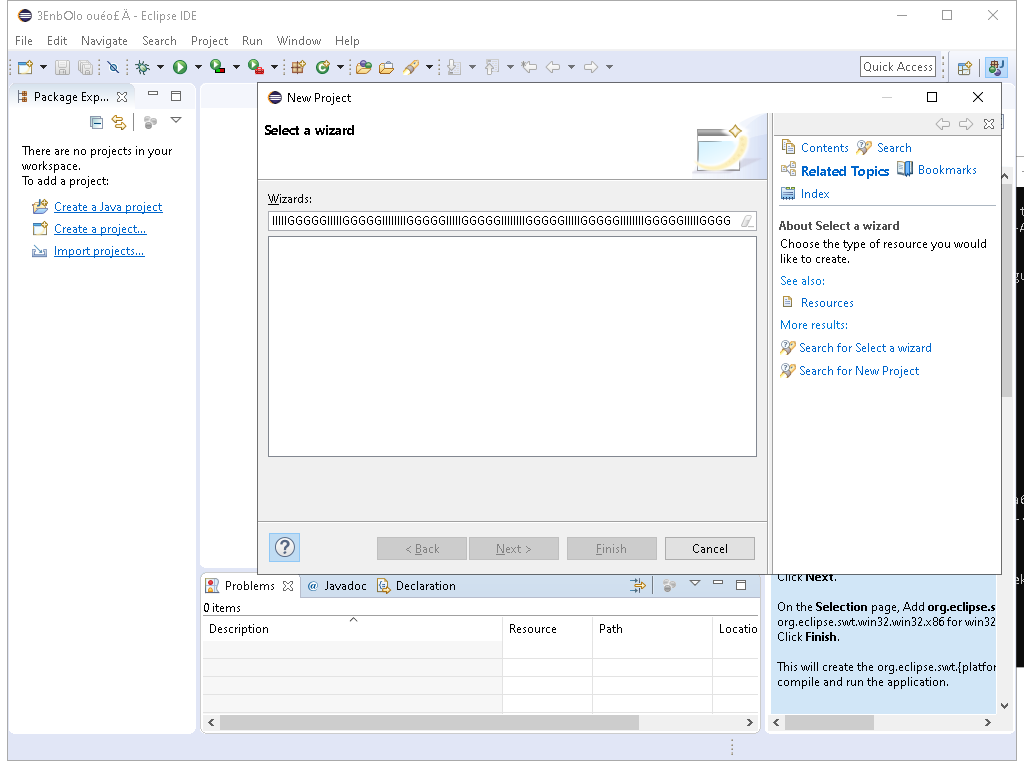 3EnbOlo ouéo£Å - Eclipse IDE
File Edit Navigate Search Project Run Window Help
Quick Access
Package Exp...
There are no projects in your
workspace.
To add a project:
Create a Java project
Create a project...
Import projects...
New Project
Select a wizard
Wizards:
< Back
Next >
Finish
Cancel
Contents Search
Related Topics Bookmarks
Index
About Select a wizard
Choose the type of resource you would
like to create.
See also:
Resources
More results:
Search for Select a wizard
Search for New Project
Problems @ Javadoc Declaration
0 items
Description Resource Path Locatio
Click Next.
On the Selection page, Add org.eclipse.s
org.eclipse.swt.win32.win32.x86 for win32
Click Finish.
This will create the org.eclipse.swt.{platfor
compile and run the application.